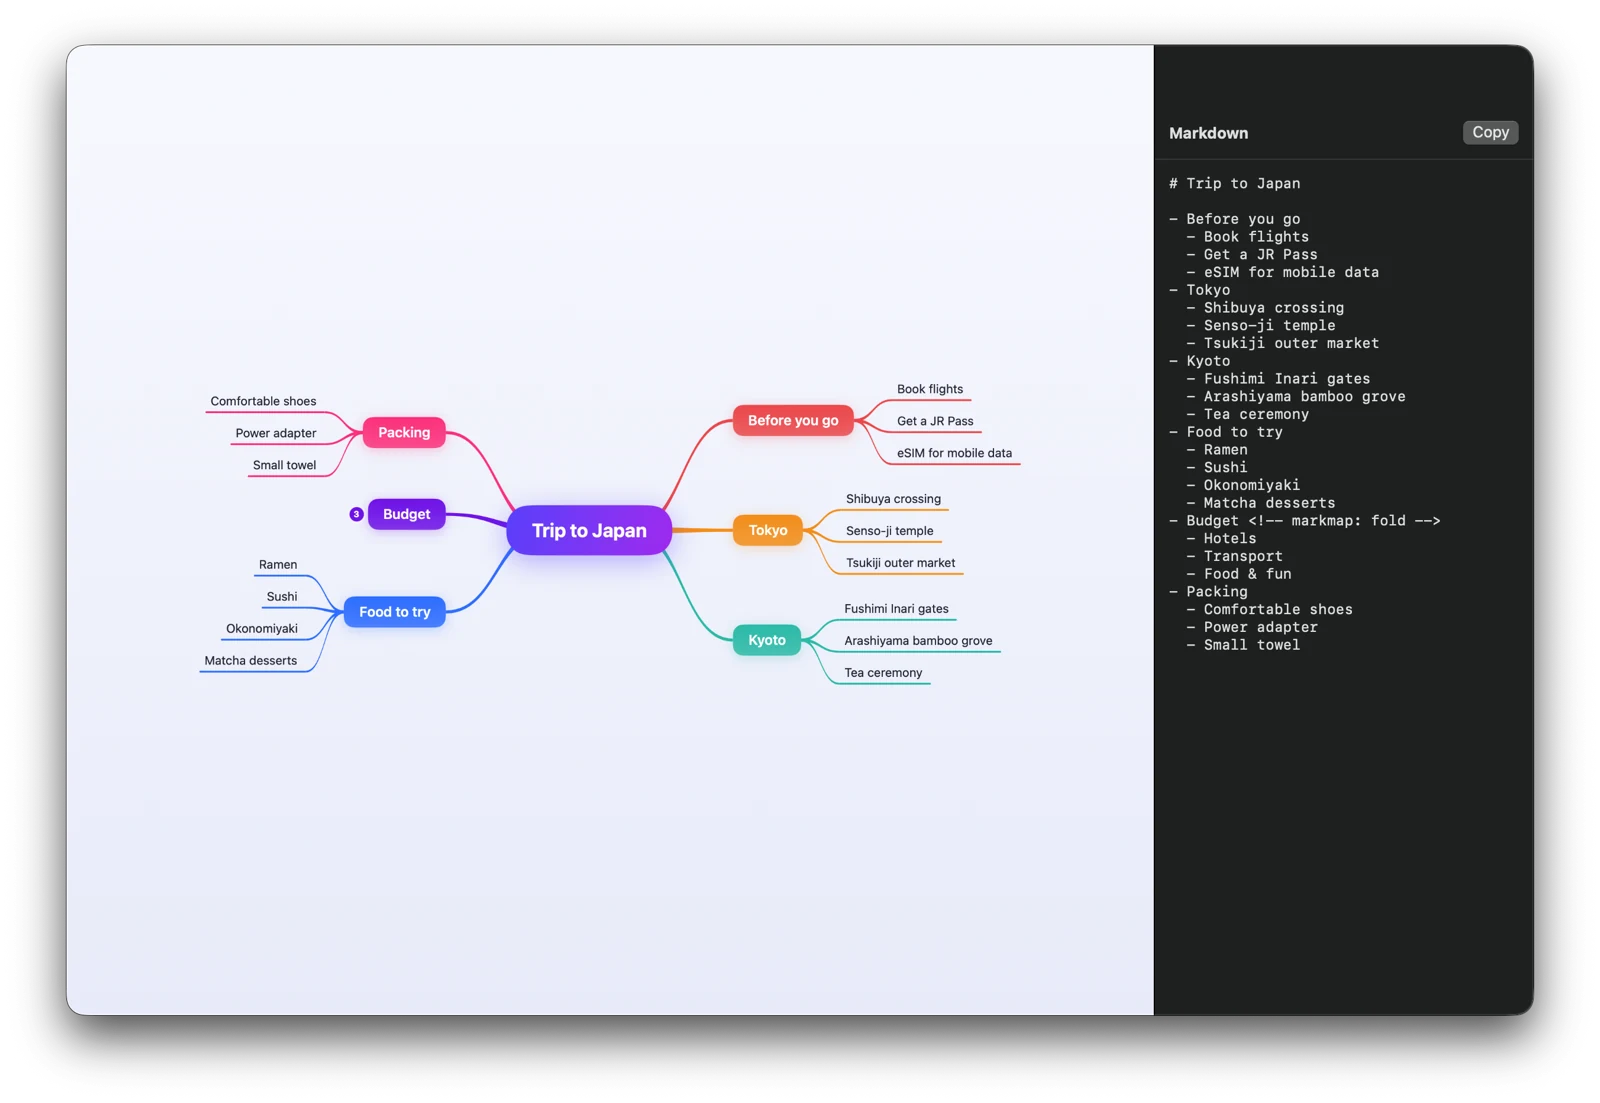 Comfortable shoes
Power adapter
Small towel
Packing
3
Budget
Ramen
Sushi
Okonomiyaki
Matcha desserts
Food to try
Trip to Japan
Before you go
Book flights
Get a JR Pass
eSIM for mobile data
Tokyo
Shibuya crossing
Senso-ji temple
Tsukiji outer market
Kyoto
Fushimi Inari gates
Arashiyama bamboo grove
Tea ceremony
Markdown
Copy
# Trip to Japan
- Before you go
  - Book flights
  - Get a JR Pass
  - eSIM for mobile data
- Tokyo
  - Shibuya crossing
  - Senso-ji temple
  - Tsukiji outer market
- Kyoto
  - Fushimi Inari gates
  - Arashiyama bamboo grove
  - Tea ceremony
- Food to try
  - Ramen
  - Sushi
  - Okonomiyaki
  - Matcha desserts
- Budget <!-- markmap: fold -->
  - Hotels
  - Transport
  - Food & fun
- Packing
  - Comfortable shoes
  - Power adapter
  - Small towel